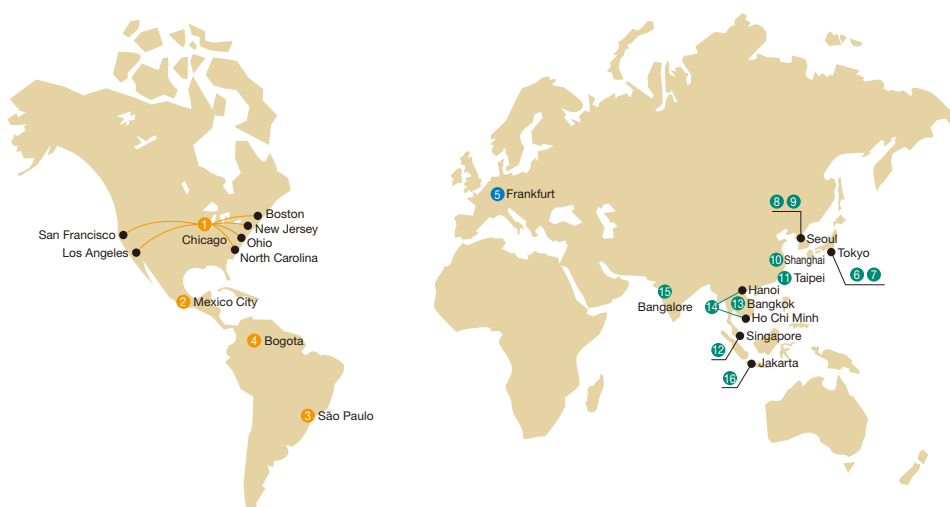 Boston
1
New Jersey
San Francisco
Chicago
Ohio
Los Angeles
North Carolina
2 Mexico City
4 Bogota
3 São Paulo
5 Frankfurt
8 9
Seoul
Tokyo
10 Shanghai
6 7
11 Taipei
15
Bangalore
Hanoi
14
13 Bangkok
Ho Chi Minh
Singapore
12
Jakarta
16